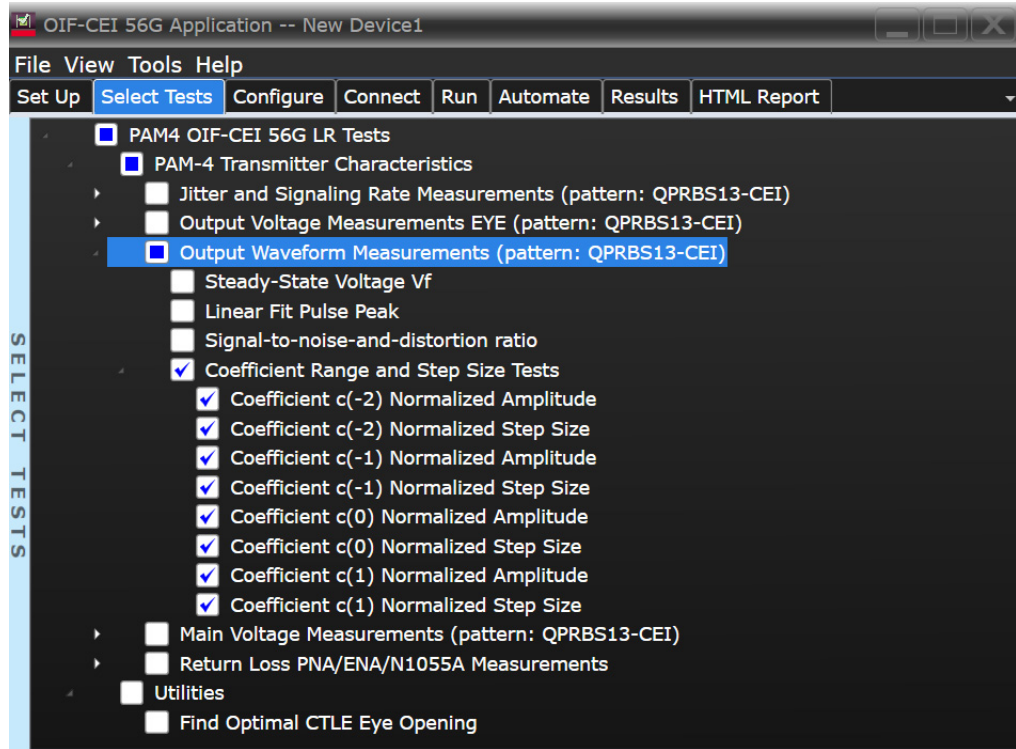 OIF-CEI 56G Application -- New Device1
File View Tools Help
Set Up Select Tests Configure Connect Run Automate Results HTML Report
PAM4 OIF-CEI 56G LR Tests
PAM-4 Transmitter Characteristics
Jitter and Signaling Rate Measurements (pattern: QPRBS13-CEI)
Output Voltage Measurements EYE (pattern: QPRBS13-CEI)
Output Waveform Measurements (pattern: QPRBS13-CEI)
Steady-State Voltage Vf
Linear Fit Pulse Peak
Signal-to-noise-and-distortion ratio
Coefficient Range and Step Size Tests
Coefficient c(-2) Normalized Amplitude
Coefficient c(-2) Normalized Step Size
Coefficient c(-1) Normalized Amplitude
Coefficient c(-1) Normalized Step Size
Coefficient c(0) Normalized Amplitude
Coefficient c(0) Normalized Step Size
Coefficient c(1) Normalized Amplitude
Coefficient c(1) Normalized Step Size
Main Voltage Measurements (pattern: QPRBS13-CEI)
Return Loss PNA/ENA/N1055A Measurements
Utilities
Find Optimal CTLE Eye Opening
SELECT TESTS